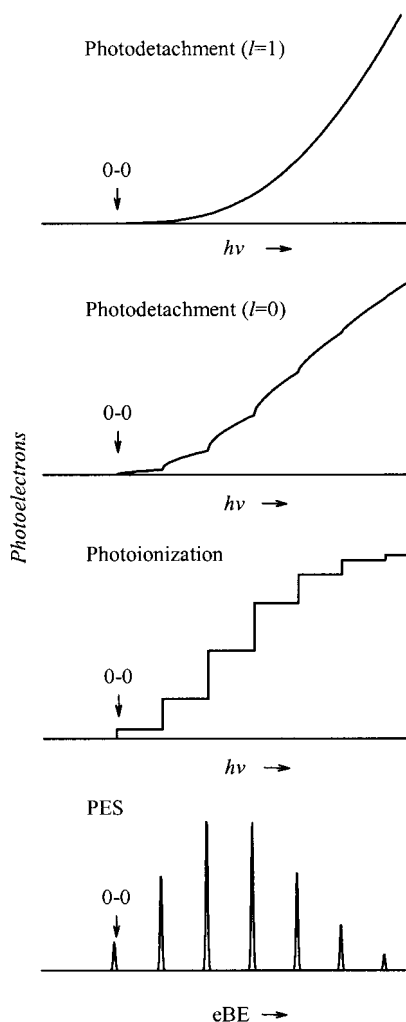 Photodetachment (l=1)
0-0
hν
Photodetachment (l=0)
0-0
hν
Photoelectrons
Photoionization
0-0
hν
PES
0-0
eBE